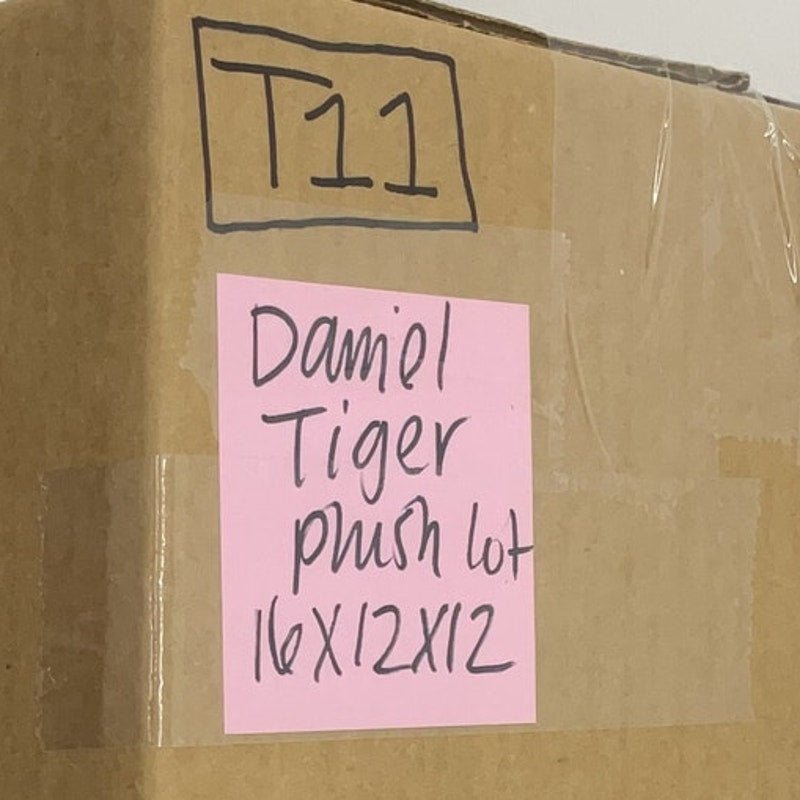 T11
Daniel
Tiger
plush lot
16X12X12